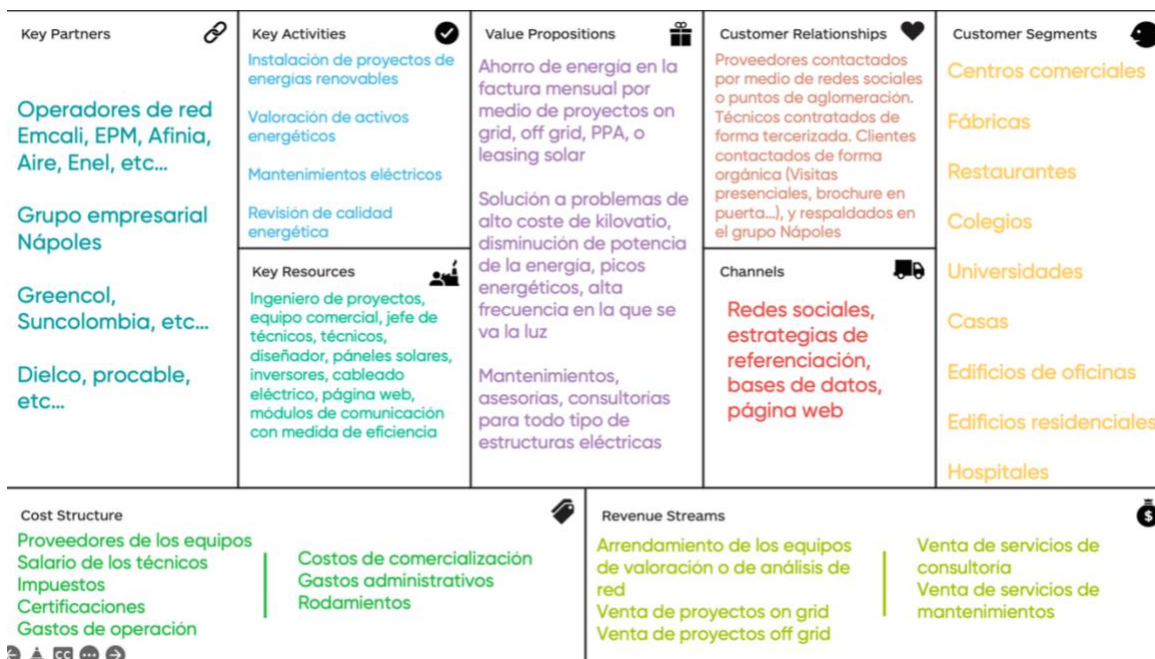 Key Partners
Operadores de red
Emcali, EPM, Afinia,
Aire, Enel, etc...
Grupo empresarial
Nápoles
Greencol,
Suncolombia, etc...
Dielco, procable,
etc...
Key Activities
Instalación de proyectos de
energías renovables
Valoración de activos
energéticos
Mantenimientos eléctricos
Revisión de calidad
energética
Key Resources
Ingeniero de proyectos,
equipo comercial, jefe de
técnicos, técnicos,
diseñador, páneles solares,
inversores, cableado
eléctrico, página web,
módulos de comunicación
con medida de eficiencia
Value Propositions
Ahorro de energía en la
factura mensual por
medio de proyectos on
grid, off grid, PPA, o
leasing solar
Solución a problemas de
alto coste de kilovatio,
disminución de potencia
de la energía, picos
energéticos, alta
frecuencia en la que se
va la luz
Mantenimientos,
asesorías, consultorías
para todo tipo de
estructuras eléctricas
Customer Relationships
Proveedores contactados
por medio de redes sociales
o puntos de aglomeración.
Técnicos contratados de
forma tercerizada. Clientes
contactados de forma
orgánica (Visitas
presenciales, brochure en
puerta...), y respaldados en
el grupo Nápoles
Channels
Redes sociales,
estrategias de
referenciación,
bases de datos,
página web
Customer Segments
Centros comerciales
Fábricas
Restaurantes
Colegios
Universidades
Casas
Edificios de oficinas
Edificios residenciales
Hospitales
Cost Structure
Proveedores de los equipos
Salario de los técnicos
Impuestos
Certificaciones
Gastos de operación
Costos de comercialización
Gastos administrativos
Rodamientos
Revenue Streams
Arrendamiento de los equipos
de valoración o de análisis de
red
Venta de proyectos on grid
Venta de proyectos off grid
Venta de servicios de
consultoría
Venta de servicios de
mantenimientos
$
CC